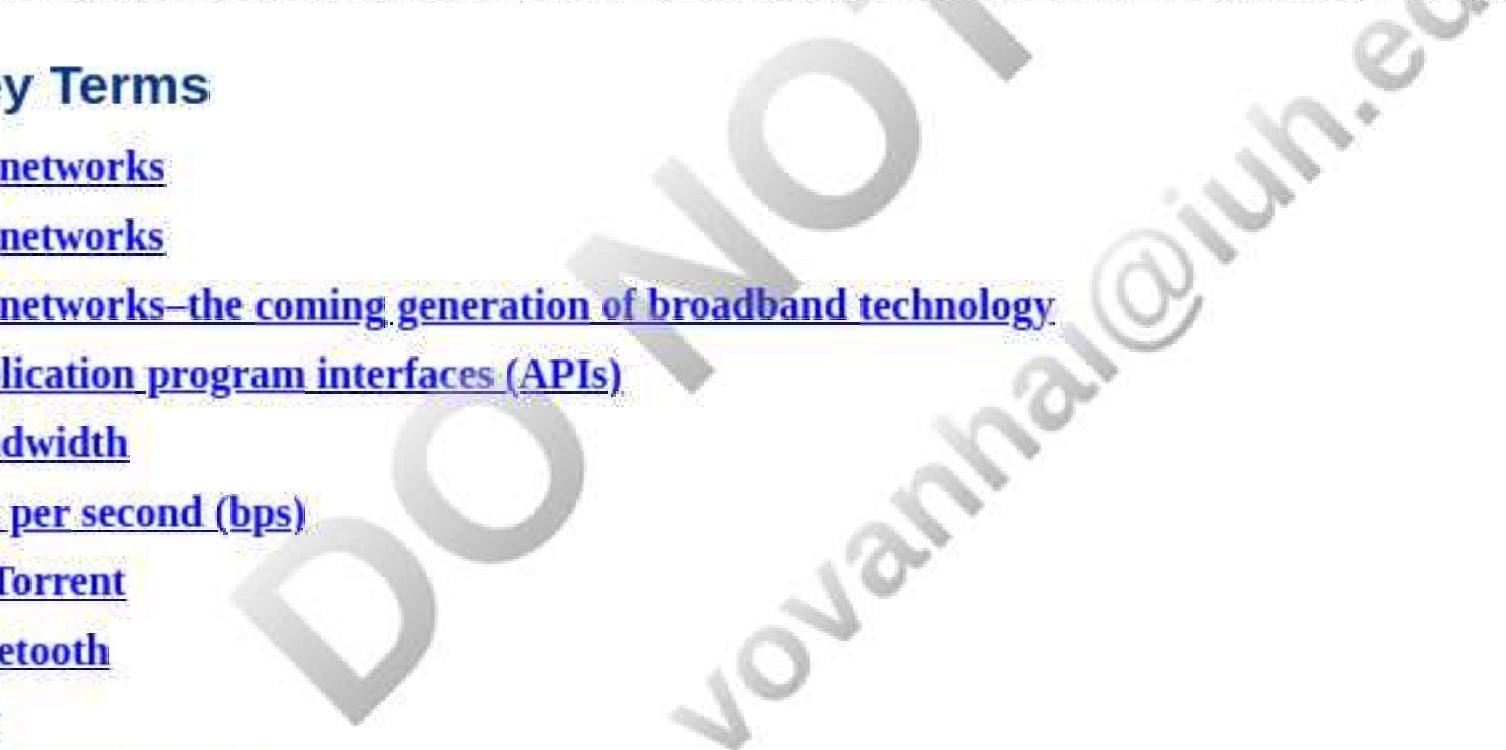 ey Terms
networks
networks
networks–the coming generation of broadband technology
lication program interfaces (APIs)
dwidth
per second (bps)
Torrent
etooth
DO NOT
vovanhai@iuh.ed